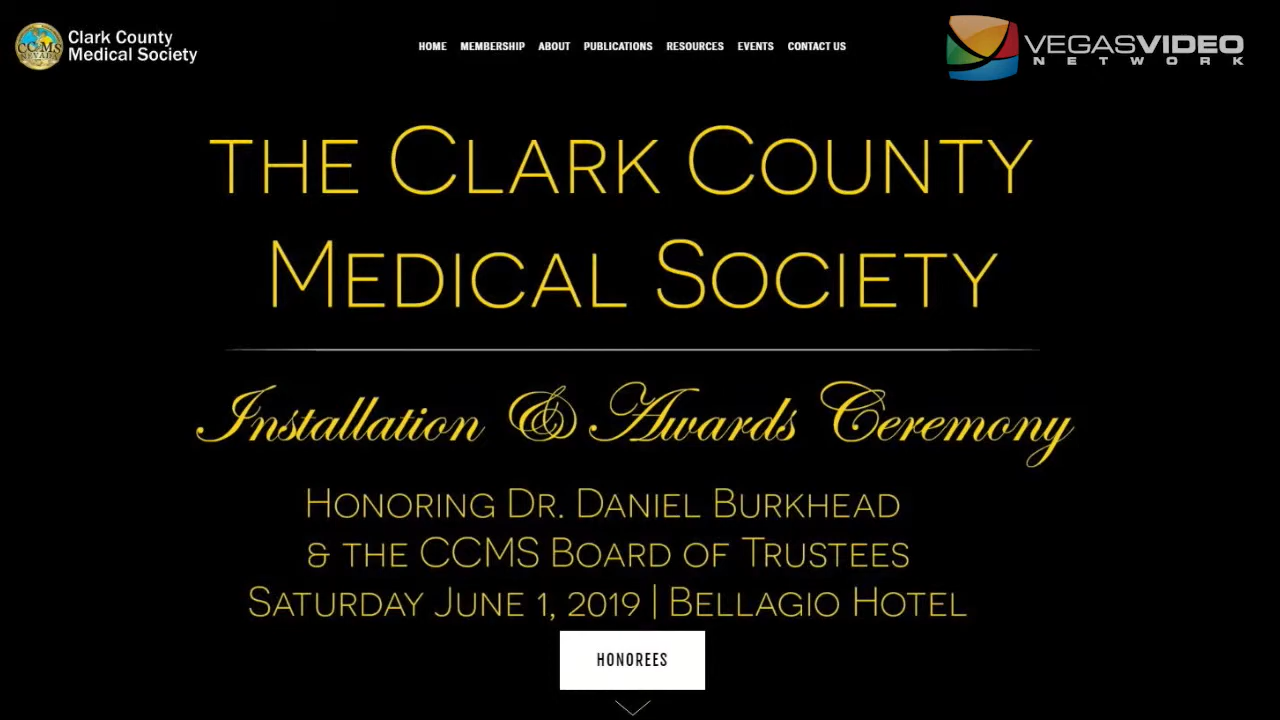 Clark County
Medical Society
CCMS
NEVADA
HOME MEMBERSHIP ABOUT PUBLICATIONS RESOURCES EVENTS CONTACT US
VEGASVIDEO
NETWORK
THE CLARK COUNTY
MEDICAL SOCIETY
Installation & Awards Ceremony
HONORING DR. DANIEL BURKHEAD
& THE CCMS BOARD OF TRUSTEES
SATURDAY JUNE 1, 2019 | BELLAGIO HOTEL
HONOREES